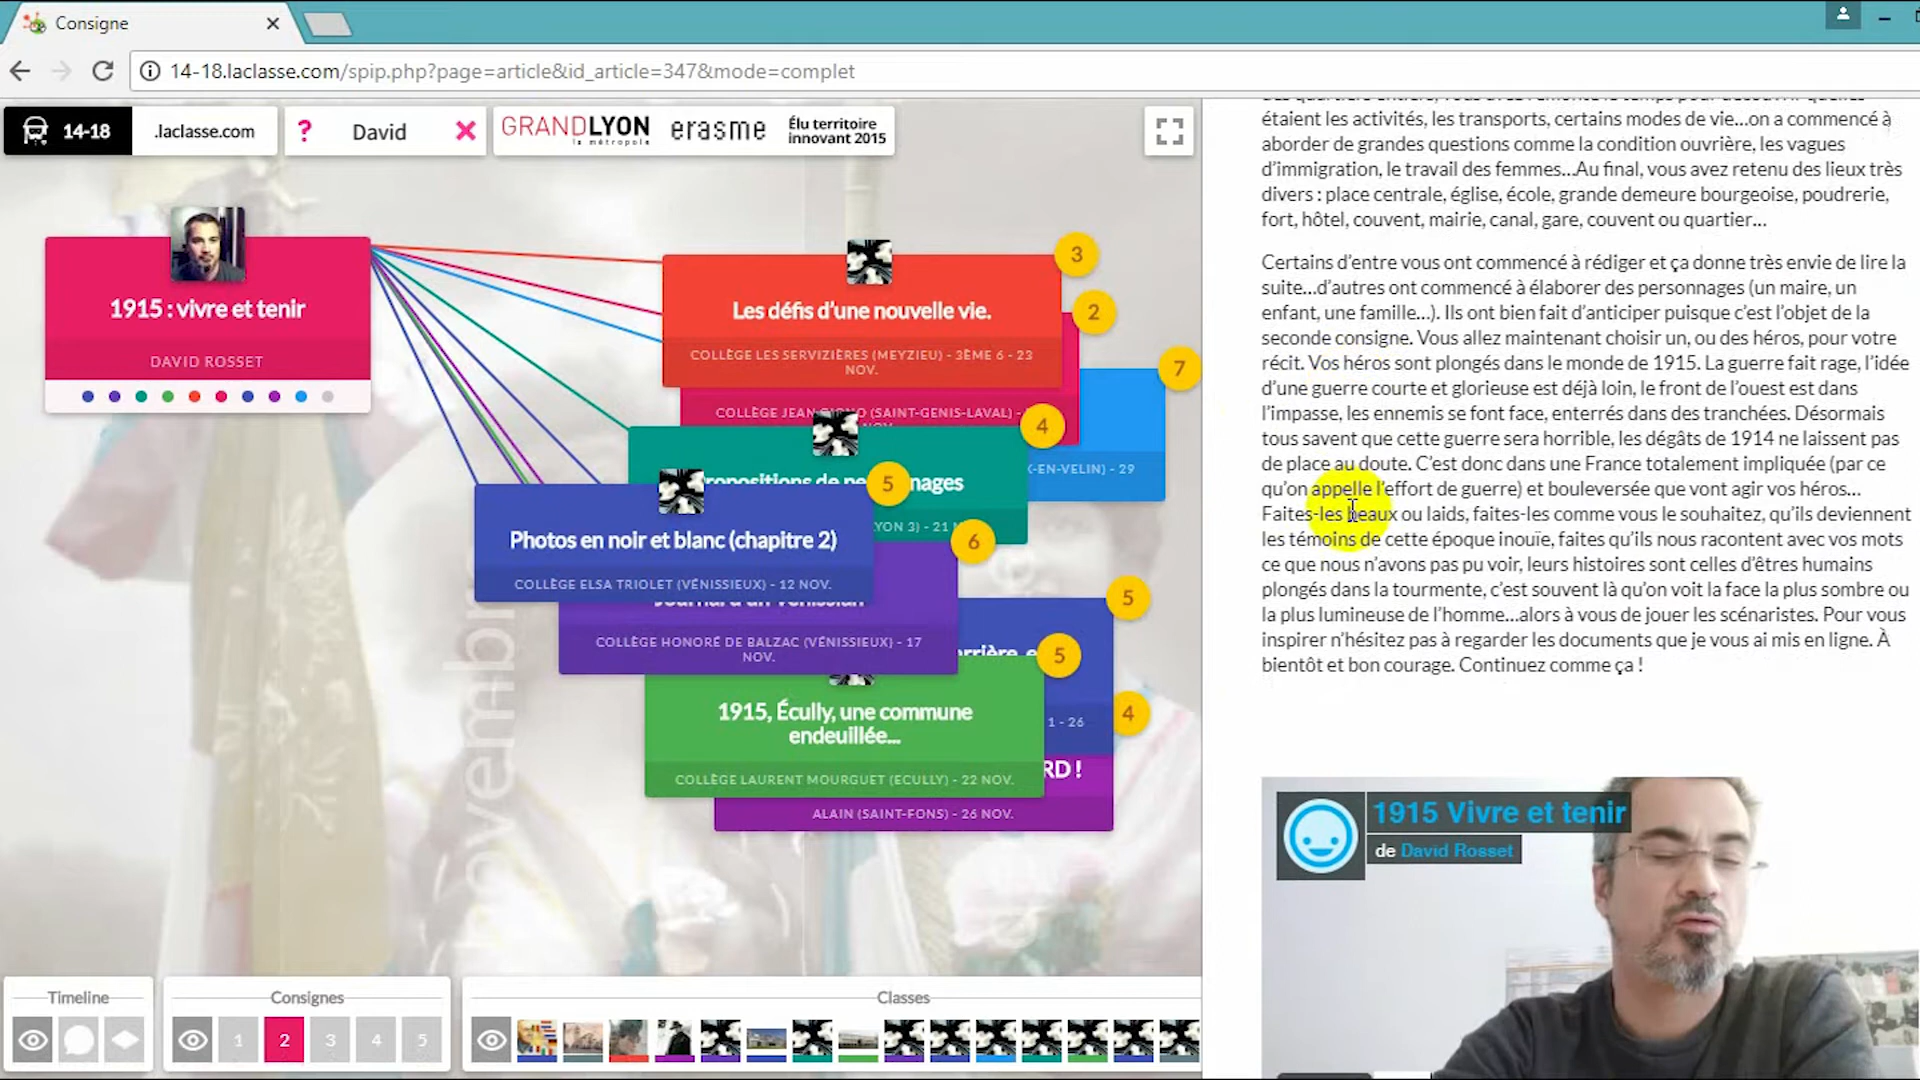 Consigne
14-18.laclasse.com/spip.php?page=article&id_article=347&mode=complet
14-18
.laclasse.com
?
David
GRANDLYON
la métropole
erasme
Élu territoire
innovant 2015
1915 : vivre et tenir
DAVID ROSSET
3
Les défis d'une nouvelle vie.
COLLÈGE LES SERVIZIÈRES (MEYZIEU) - 3ÈME 6 - 23
NOV.
2
COLLÈGE JEAN (SAINT-GENIS-LAVAL) -
7
-EN-VELIN) - 29
4
ropositions de pe nnages
YON 3) - 21
5
Photos en noir et blanc (chapitre 2)
COLLÈGE ELSA TRIOLET (VÉNISSIEUX) - 12 NOV.
6
COLLÈGE HONORÉ DE BALZAC (VÉNISSIEUX) - 17
NOV.
5
5
1915, Écully, une commune
endeuillée...
COLLÈGE LAURENT MOURGUET (ECULLY) - 22 NOV.
1 - 26
4
RD !
ALAIN (SAINT-FONS) - 26 NOV.
ovembr
Timeline
Consignes
1
2
3
4
5
Classes
étaient les activités, les transports, certains modes de vie...on a commencé à
aborder de grandes questions comme la condition ouvrière, les vagues
d'immigration, le travail des femmes...Au final, vous avez retenu des lieux très
divers : place centrale, église, école, grande demeure bourgeoise, poudrerie,
fort, hôtel, couvent, mairie, canal, gare, couvent ou quartier...
Certains d'entre vous ont commencé à rédiger et ça donne très envie de lire la
suite...d'autres ont commencé à élaborer des personnages (un maire, un
enfant, une famille...). Ils ont bien fait d'anticiper puisque c'est l'objet de la
seconde consigne. Vous allez maintenant choisir un, ou des héros, pour votre
récit. Vos héros sont plongés dans le monde de 1915. La guerre fait rage, l'idée
d'une guerre courte et glorieuse est déjà loin, le front de l'ouest est dans
l'impasse, les ennemis se font face, enterrés dans des tranchées. Désormais
tous savent que cette guerre sera horrible, les dégâts de 1914 ne laissent pas
de place au doute. C'est donc dans une France totalement impliquée (par ce
qu'on appelle l'effort de guerre) et bouleversée que vont agir vos héros...
Faites-les beaux ou laids, faites-les comme vous le souhaitez, qu'ils deviennent
les témoins de cette époque inouïe, faites qu'ils nous racontent avec vos mots
ce que nous n'avons pas pu voir, leurs histoires sont celles d'êtres humains
plongés dans la tourmente, c'est souvent là qu'on voit la face la plus sombre ou
la plus lumineuse de l'homme...alors à vous de jouer les scénaristes. Pour vous
inspirer n'hésitez pas à regarder les documents que je vous ai mis en ligne. À
bientôt et bon courage. Continuez comme ça !
1915 Vivre et tenir
de David Rosset